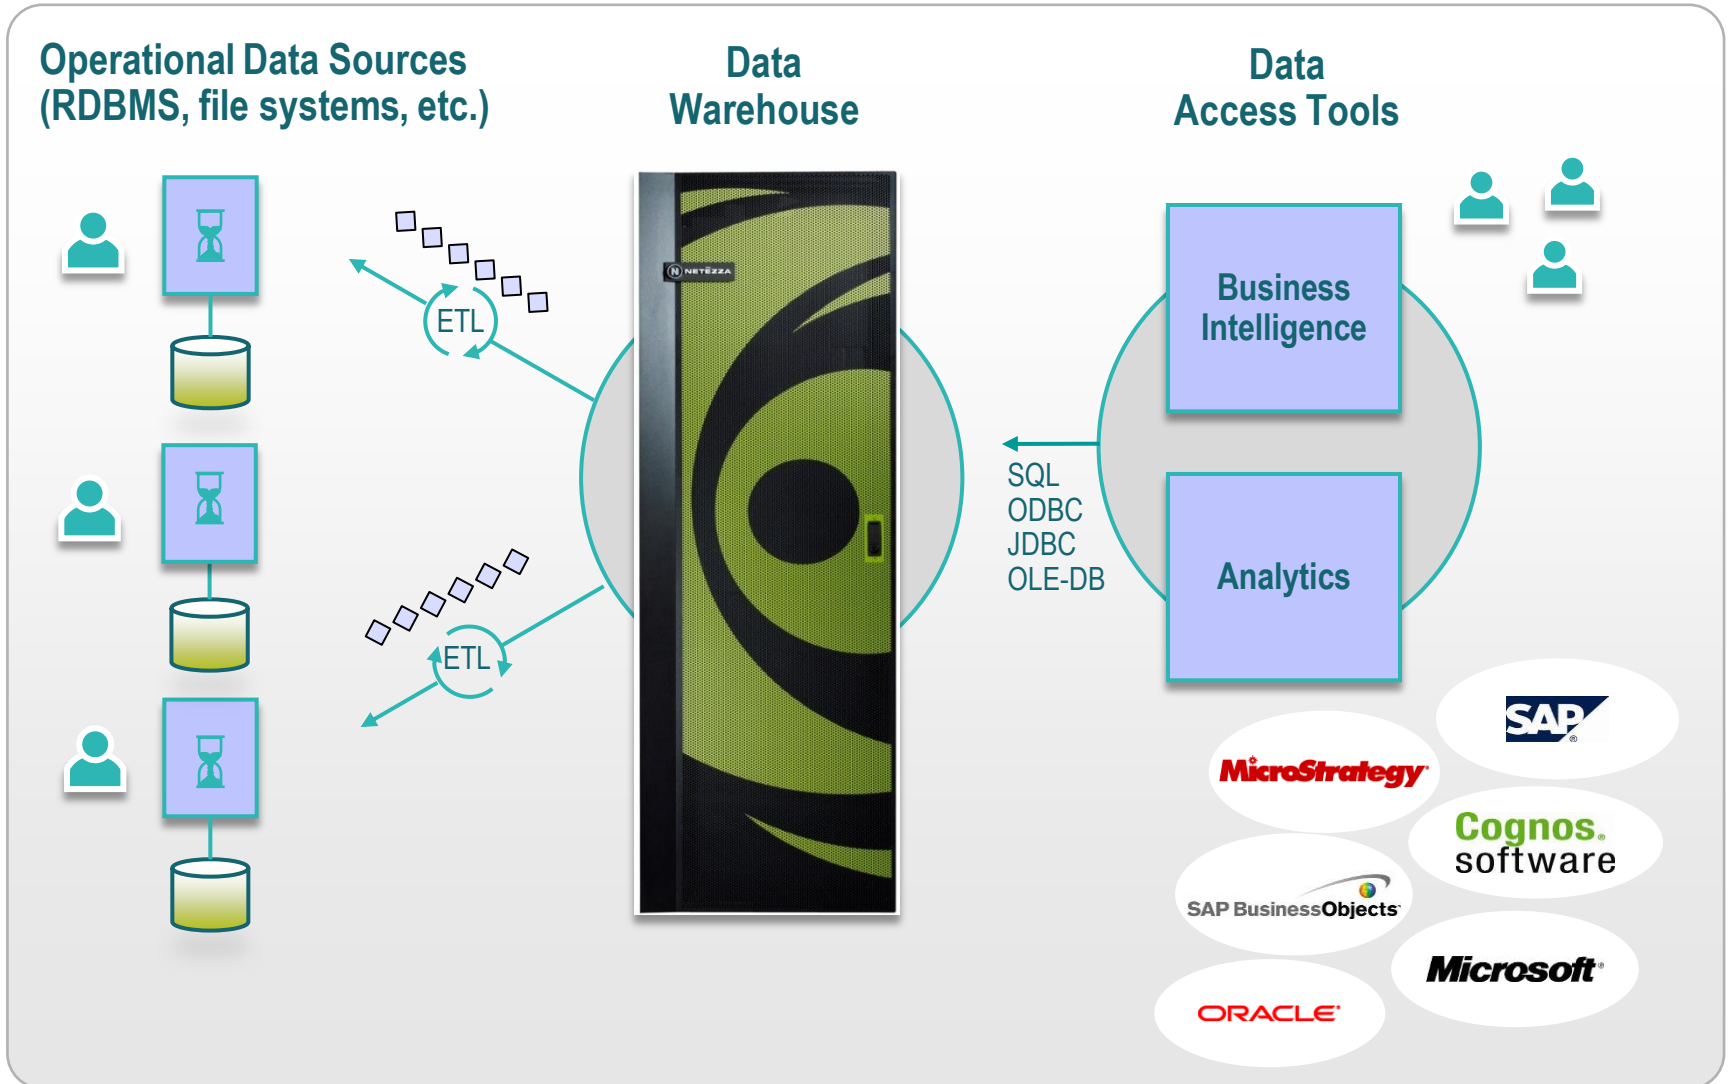 Operational Data Sources
(RDBMS, file systems, etc.)
Data
Warehouse
Data
Access Tools
ETL
ETL
N NETEZZA
SQL
ODBC
JDBC
OLE-DB
Business
Intelligence
Analytics
SAP®
MicroStrategy
Cognos®
software
SAP BusinessObjects
Microsoft®
ORACLE®